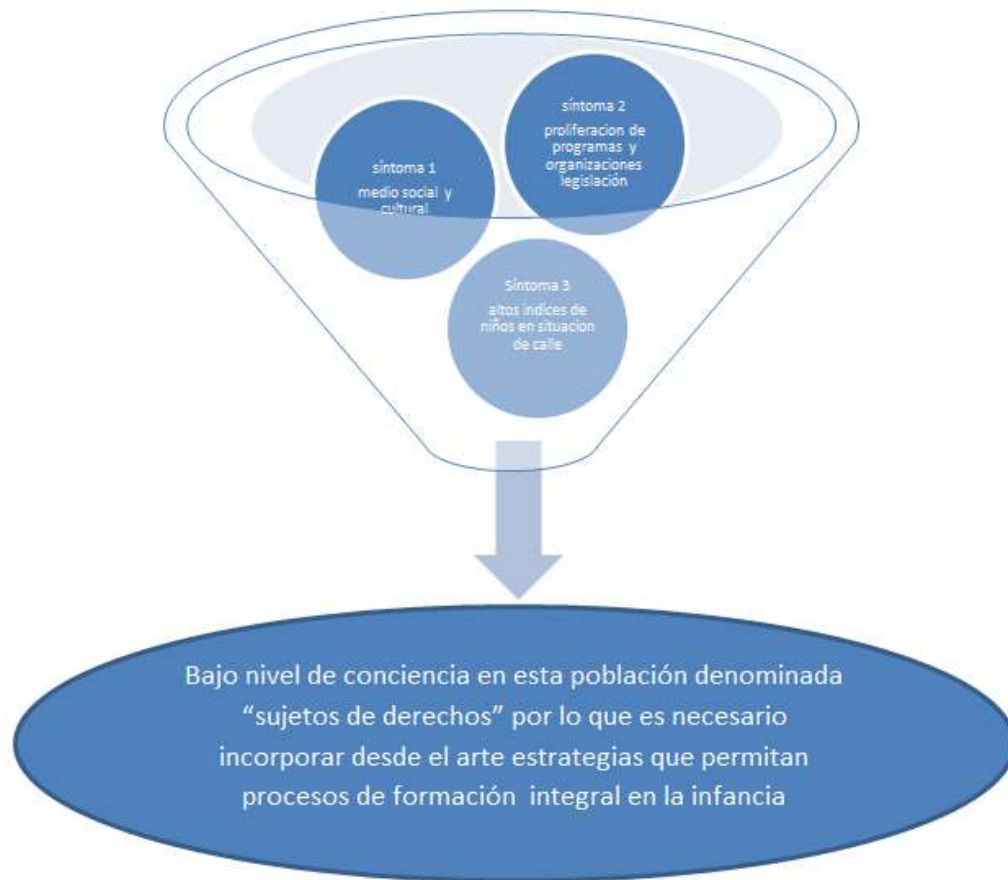 síntoma 1
medio social y
cultural
síntoma 2
proliferacion de
programas y
organizaciones
legislación
Síntoma 3
altos indices de
niños en situacion
de calle
Bajo nivel de conciencia en esta población denominada
“sujetos de derechos” por lo que es necesario
incorporar desde el arte estrategias que permitan
procesos de formación integral en la infancia